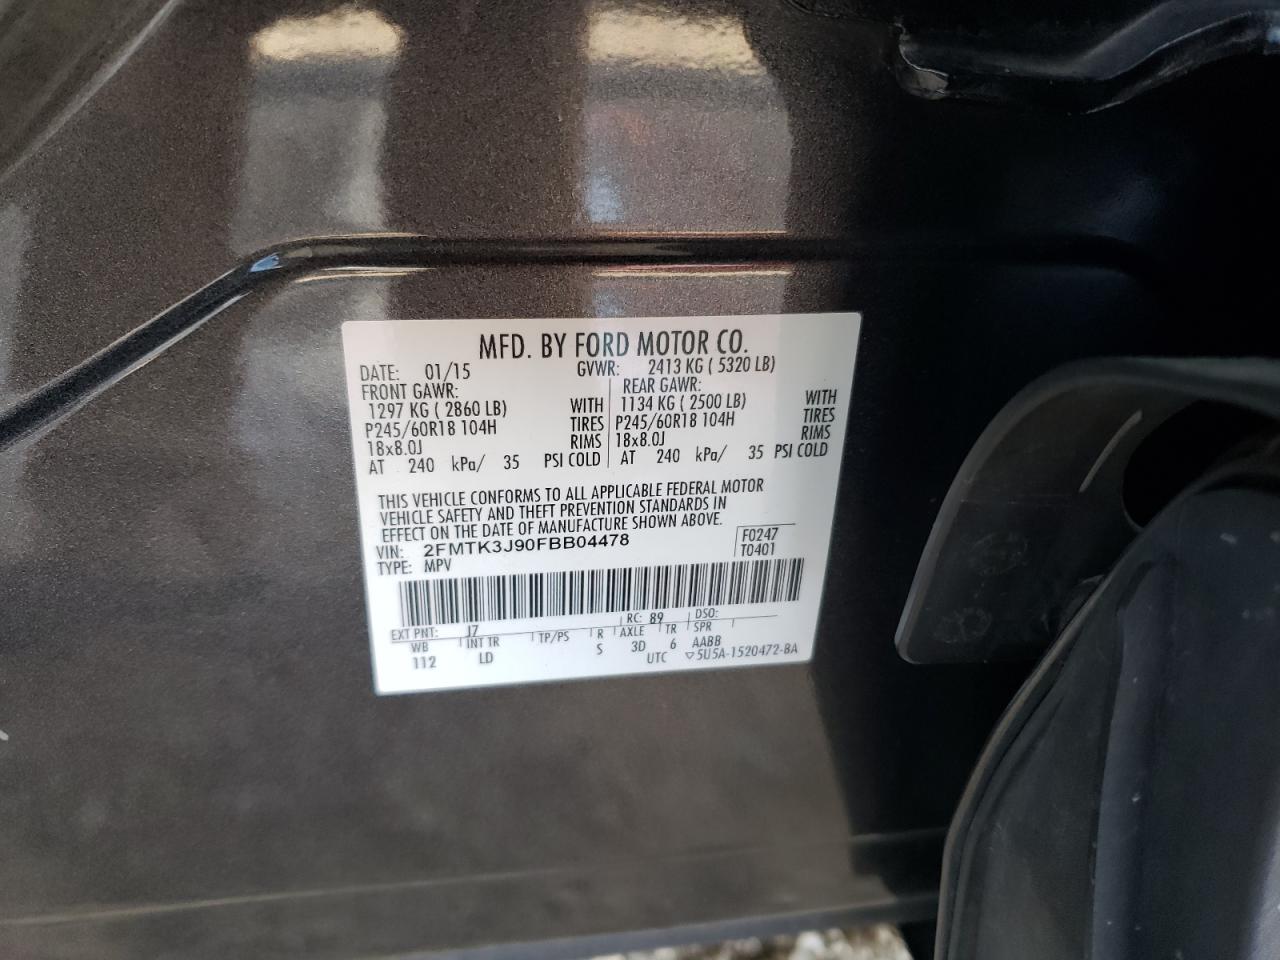 MFD. BY FORD MOTOR CO.
DATE: 01/15 GVWR: 2413 KG ( 5320 LB)
FRONT GAWR: REAR GAWR:
1297 KG ( 2860 LB) WITH 1134 KG ( 2500 LB) WITH
P245/60R18 104H TIRES P245/60R18 104H TIRES
18x8.0J RIMS 18x8.0J RIMS
AT 240 kPa/ 35 PSI COLD AT 240 kPa/ 35 PSI COLD
THIS VEHICLE CONFORMS TO ALL APPLICABLE FEDERAL MOTOR
VEHICLE SAFETY AND THEFT PREVENTION STANDARDS IN
EFFECT ON THE DATE OF MANUFACTURE SHOWN ABOVE.
VIN: 2FMTK3J90FBB04478 F0247
TYPE: MPV T0401
EXT PNT: J7 RC: 89 DSO:
WB INT TR TP/PS R AXLE TR SPR
112 LD S 3D 6 AABB
UTC ▽5U5A-1520472-BA